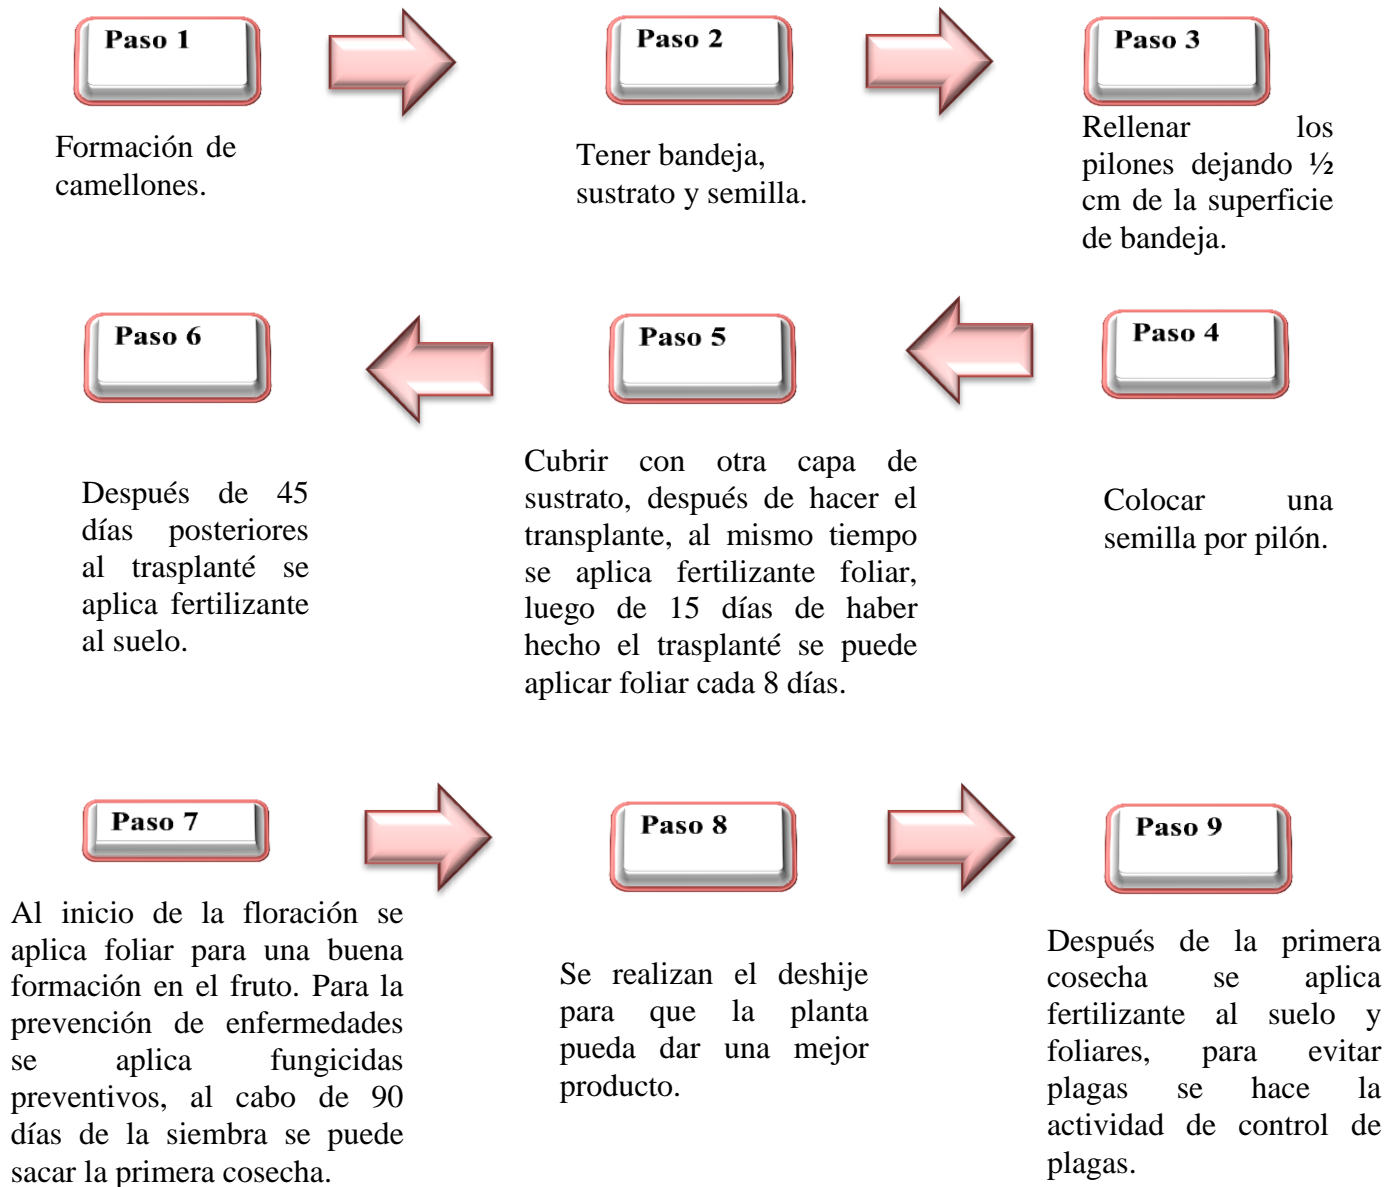 Paso 1
Formación de
camellones.
Paso 2
Tener bandeja,
sustrato y semilla.
Paso 3
Rellenar los
pilones dejando ½
cm de la superficie
de bandeja.
Paso 4
Colocar una
semilla por pilón.
Paso 5
Cubrir con otra capa de
sustrato, después de hacer el
transplante, al mismo tiempo
se aplica fertilizante foliar,
luego de 15 días de haber
hecho el trasplanté se puede
aplicar foliar cada 8 días.
Paso 6
Después de 45
días posteriores
al trasplanté se
aplica fertilizante
al suelo.
Paso 7
Al inicio de la floración se
aplica foliar para una buena
formación en el fruto. Para la
prevención de enfermedades
se aplica fungicidas
preventivos, al cabo de 90
días de la siembra se puede
sacar la primera cosecha.
Paso 8
Se realizan el deshije
para que la planta
pueda dar una mejor
producto.
Paso 9
Después de la primera
cosecha se aplica
fertilizante al suelo y
foliares, para evitar
plagas se hace la
actividad de control de
plagas.